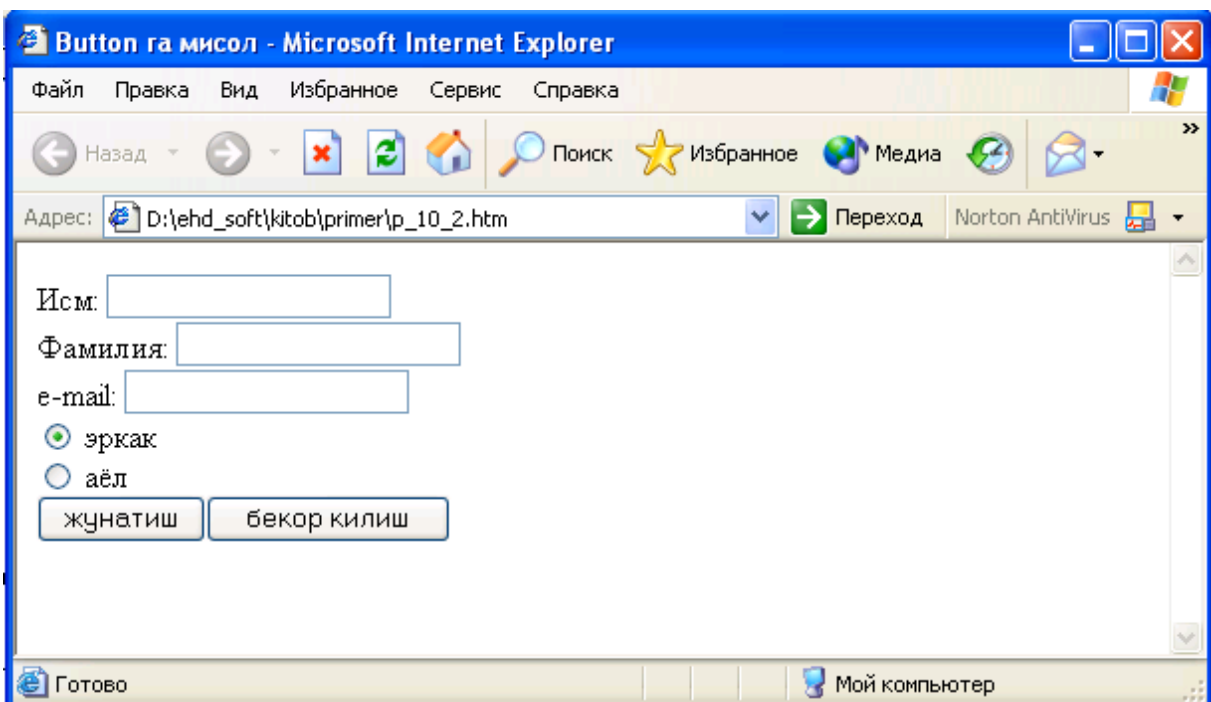 Button га мисол - Microsoft Internet Explorer
Файл Правка Вид Избранное Сервис Справка
Назад Поиск Избранное Медиа »
Адрес: D:\ehd_soft\kitob\primer\p_10_2.htm Переход Norton AntiVirus
Исм:
Фамилия:
e-mail:
эркак
аёл
жунатиш бекор килиш
Готово Мой компьютер